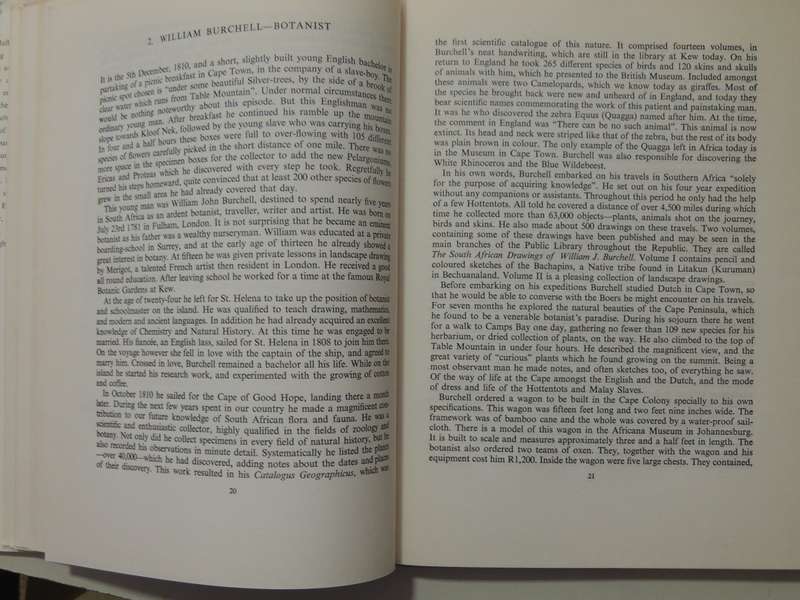 2. WILLIAM BURCHELL—BOTANIST
It is the 5th December, 1810, and a short, slightly built young English bachelor is
partaking of a picnic breakfast in Cape Town, in the company of a slave-boy. The
picnic spot chosen is "under some beautiful Silver-trees, by the side of a brook of
clear water which runs from Table Mountain". Under normal circumstances there
would be nothing noteworthy about this episode. But this Englishman was no
ordinary young man. After breakfast he continued his ramble up the mountain
slope towards Kloof Nek, followed by the young slave who was carrying his boxes.
In four and a half hours these boxes were full to over-flowing with 105 different
species of flowers carefully picked in the short distance of one mile. There was no
more space in the specimen boxes for the collector to add the new Pelargoniums,
Ericas and Proteas which he discovered with every step he took. Regretfully he
turned his steps homeward, quite convinced that at least 200 other species of flowers
grew in the small area he had already covered that day.
This young man was William John Burchell, destined to spend nearly five years
in South Africa as an ardent botanist, traveller, writer and artist. He was born on
July 23rd 1781 in Fulham, London. It is not surprising that he became an eminent
botanist as his father was a wealthy nurseryman. William was educated at a private
boarding-school in Surrey, and at the early age of thirteen he already showed a
great interest in botany. At fifteen he was given private lessons in landscape drawing
by Merigot, a talented French artist then resident in London. He received a good
all round education. After leaving school he worked for a time at the famous Royal
Botanic Gardens at Kew.
At the age of twenty-four he left for St. Helena to take up the position of botanist
and schoolmaster on the island. He was qualified to teach drawing, mathematics,
and modern and ancient languages. In addition he had already acquired an excellent
knowledge of Chemistry and Natural History. At this time he was engaged to be
married. His fiancée, an English lass, sailed for St. Helena in 1808 to join him there.
On the voyage however she fell in love with the captain of the ship, and agreed to
marry him. Crossed in love, Burchell remained a bachelor all his life. While on the
island he started his research work, and experimented with the growing of cotton
and coffee.
In October 1810 he sailed for the Cape of Good Hope, landing there a month
later. During the next few years spent in our country he made a magnificent con-
tribution to our future knowledge of South African flora and fauna. He was a
scientific and enthusiastic collector, highly qualified in the fields of zoology and
botany. Not only did he collect specimens in every field of natural history, but he
also recorded his observations in minute detail. Systematically he listed the plants
—over 40,000—which he had discovered, adding notes about the dates and places
of their discovery. This work resulted in his Catalogus Geographicus, which was
20
the first scientific catalogue of this nature. It comprised fourteen volumes, in
Burchell's neat handwriting, which are still in the library at Kew today. On his
return to England he took 265 different species of birds and 120 skins and skulls
of animals with him, which he presented to the British Museum. Included amongst
these animals were two Camelopards, which we know today as giraffes. Most of
the species he brought back were new and unheard of in England, and today they
bear scientific names commemorating the work of this patient and painstaking man.
It was he who discovered the zebra Equus (Quagga) named after him. At the time,
the comment in England was "There can be no such animal". This animal is now
extinct. Its head and neck were striped like that of the zebra, but the rest of its body
was plain brown in colour. The only example of the Quagga left in Africa today is
in the Museum in Cape Town. Burchell was also responsible for discovering the
White Rhinoceros and the Blue Wildebeest.
In his own words, Burchell embarked on his travels in Southern Africa "solely
for the purpose of acquiring knowledge". He set out on his four year expedition
without any companions or assistants. Throughout this period he only had the help
of a few Hottentots. All told he covered a distance of over 4,500 miles during which
time he collected more than 63,000 objects—plants, animals shot on the journey,
birds and skins. He also made about 500 drawings on these travels. Two volumes,
containing some of these drawings have been published and may be seen in the
main branches of the Public Library throughout the Republic. They are called
The South African Drawings of William J. Burchell. Volume I contains pencil and
coloured sketches of the Bachapins, a Native tribe found in Litakun (Kuruman)
in Bechuanaland. Volume II is a pleasing collection of landscape drawings.
Before embarking on his expeditions Burchell studied Dutch in Cape Town, so
that he would be able to converse with the Boers he might encounter on his travels.
For seven months he explored the natural beauties of the Cape Peninsula, which
he found to be a venerable botanist's paradise. During his sojourn there he went
for a walk to Camps Bay one day, gathering no fewer than 109 new species for his
herbarium, or dried collection of plants, on the way. He also climbed to the top of
Table Mountain in under four hours. He described the magnificent view, and the
great variety of "curious" plants which he found growing on the summit. Being a
most observant man he made notes, and often sketches too, of everything he saw.
Of the way of life at the Cape amongst the English and the Dutch, and the mode
of dress and life of the Hottentots and Malay Slaves.
Burchell ordered a wagon to be built in the Cape Colony specially to his own
specifications. This wagon was fifteen feet long and two feet nine inches wide. The
framework was of bamboo cane and the whole was covered by a water-proof sail-
cloth. There is a model of this wagon in the Africana Museum in Johannesburg.
It is built to scale and measures approximately three and a half feet in length. The
botanist also ordered two teams of oxen. They, together with the wagon and his
equipment cost him R1,200. Inside the wagon were five large chests. They contained,
21